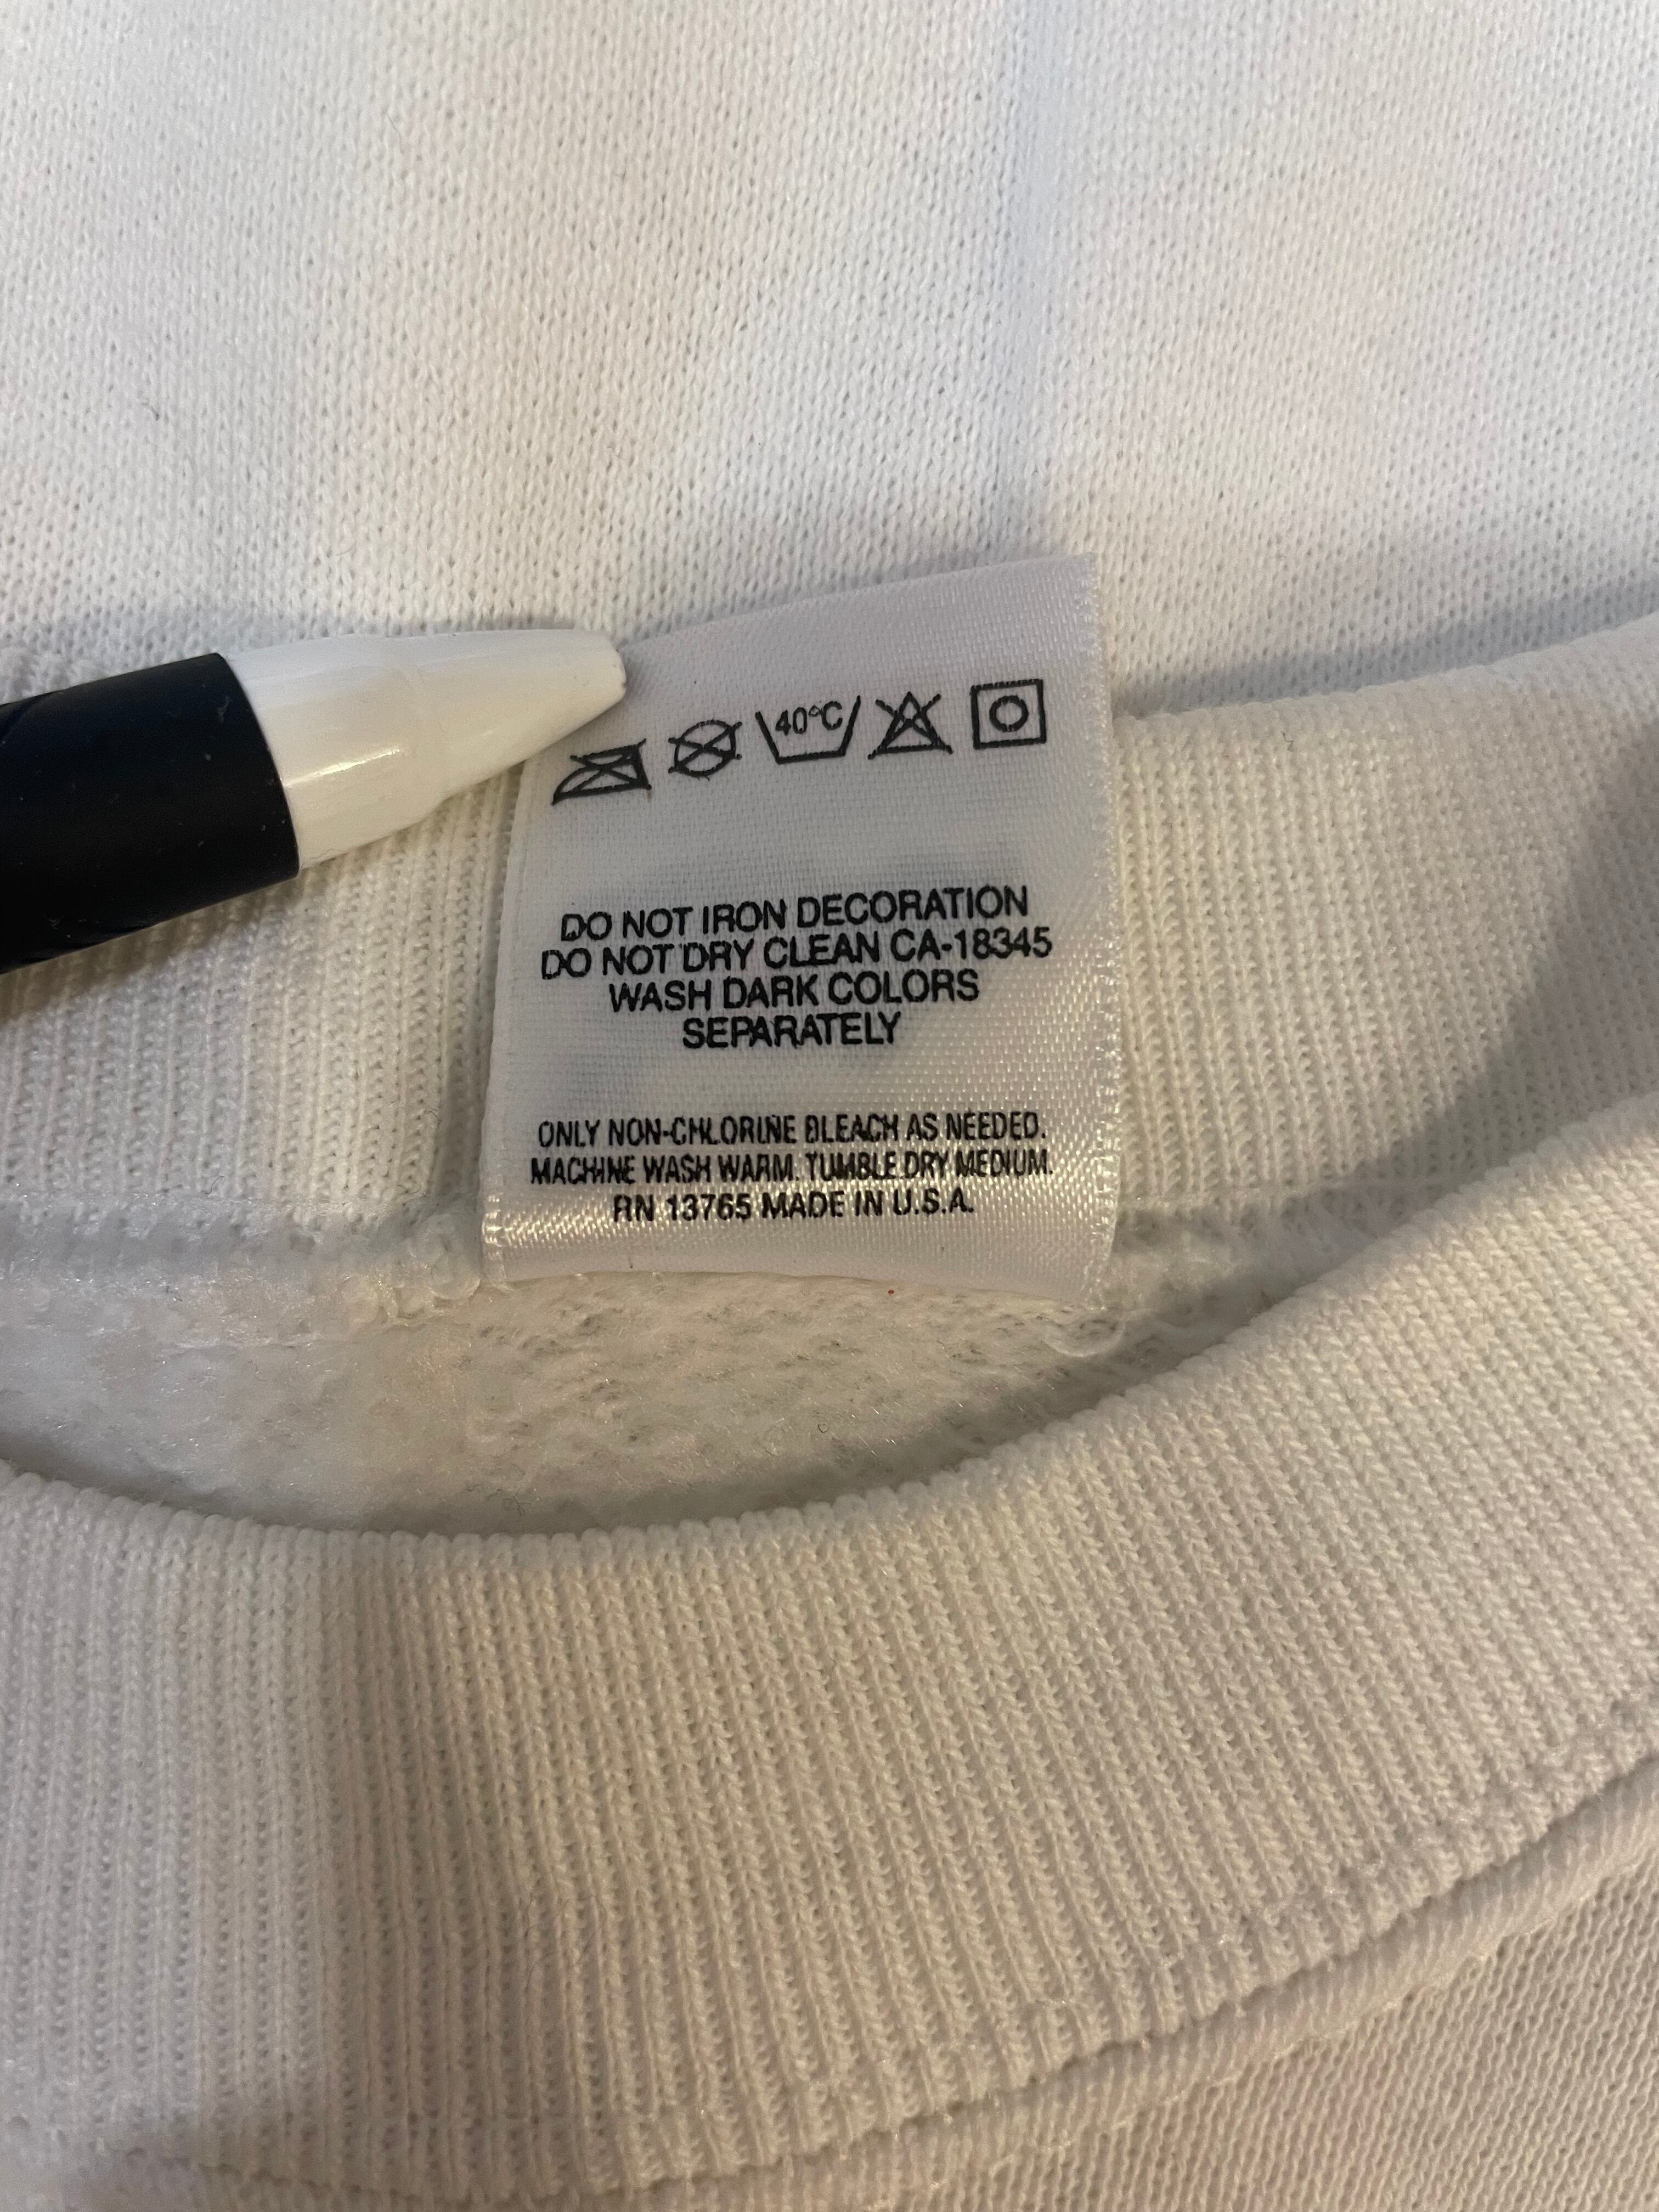 40°C
DO NOT IRON DECORATION
DO NOT DRY CLEAN CA-18345
WASH DARK COLORS
SEPARATELY
ONLY NON-CHLORINE BLEACH AS NEEDED.
MACHINE WASH WARM. TUMBLE DRY MEDIUM.
RN 13765 MADE IN U.S.A.